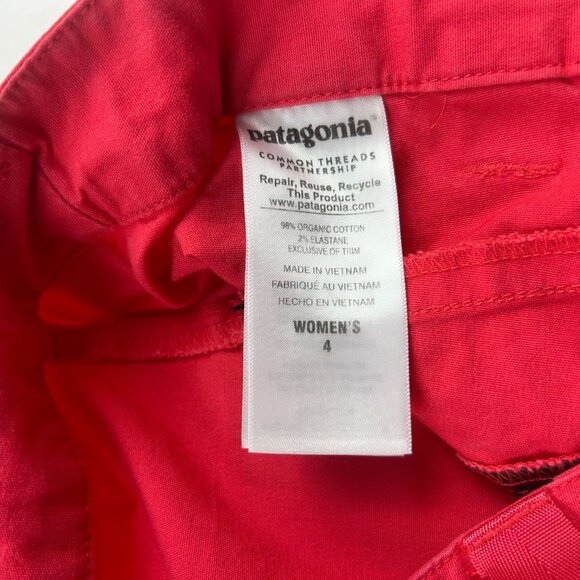 patagonia®
COMMON THREADS
PARTNERSHIP
Repair, Reuse, Recycle
This Product
www.patagonia.com
98% ORGANIC COTTON
2% ELASTANE
EXCLUSIVE OF TRIM
MADE IN VIETNAM
FABRIQUÉ AU VIETNAM
HECHO EN VIETNAM
WOMEN'S
4